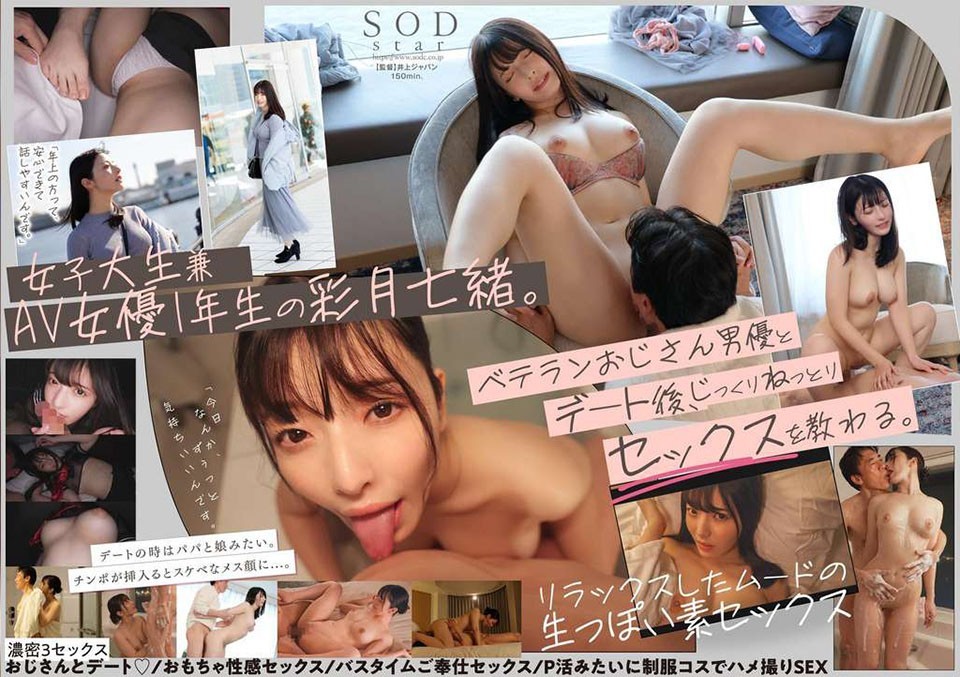 SOD
star
https://www.sodc.co.jp
【監督】井上ジャパン
150min.
「年上の方って、
安心できて
話しやすいんです。」
女子大生兼
AV女優1年生の彩月七緒。
ベテランおじさん男優と
デート後、じっくりねっとり
セックスを教わる。
「今日、
なんか、ずっと
気持ちいいんです。」
デートの時はパパと娘みたい。
チンポが挿入るとスケベなメス顔に…。
リラックスしたムードの
生っぽい素セックス
濃密3セックス
おじさんとデート♡/おもちゃ性感セックス/バスタイムご奉仕セックス/P活みたいに制服コスでハメ撮りSEX